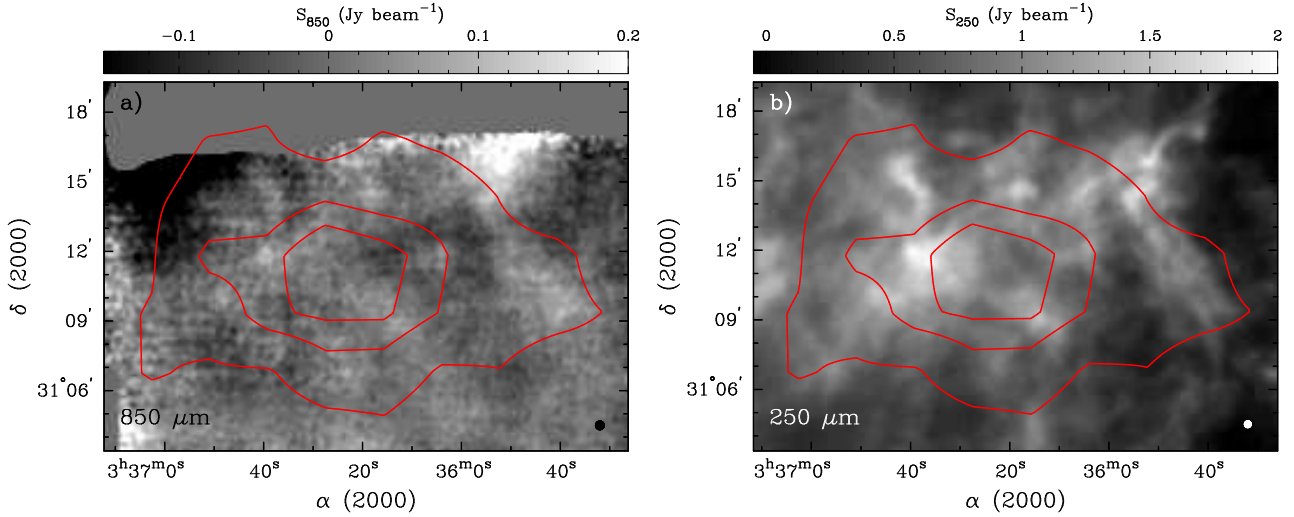 S850 (Jy beam−1)
−0.1 0 0.1 0.2
a)
18′
15′
12′
09′
31°06′
δ (2000)
850 μm
3h37m0s 40s 20s 36m0s 40s
α (2000)
S250 (Jy beam−1)
0 0.5 1 1.5 2
b)
18′
15′
12′
09′
31°06′
δ (2000)
250 μm
3h37m0s 40s 20s 36m0s 40s
α (2000)